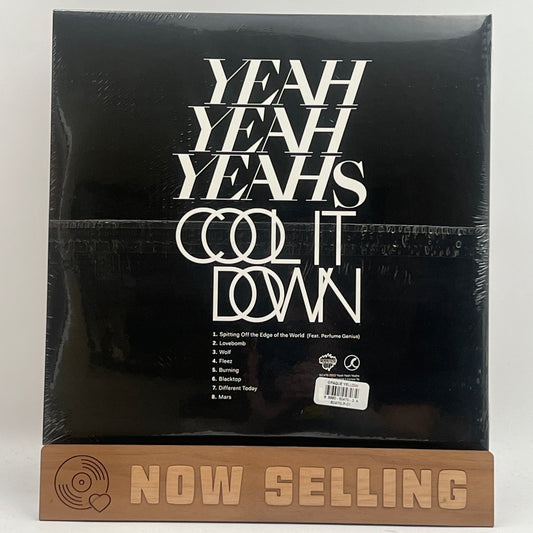 YEAH
YEAH
YEAHS
COOL IT
DOWN
1. Spitting Off the Edge of the World (Feat. Perfume Genius)
2. Lovebomb
3. Wolf
4. Fleez
5. Burning
6. Blacktop
7. Different Today
8. Mars
OPAQUE YELLOW
NOW SELLING